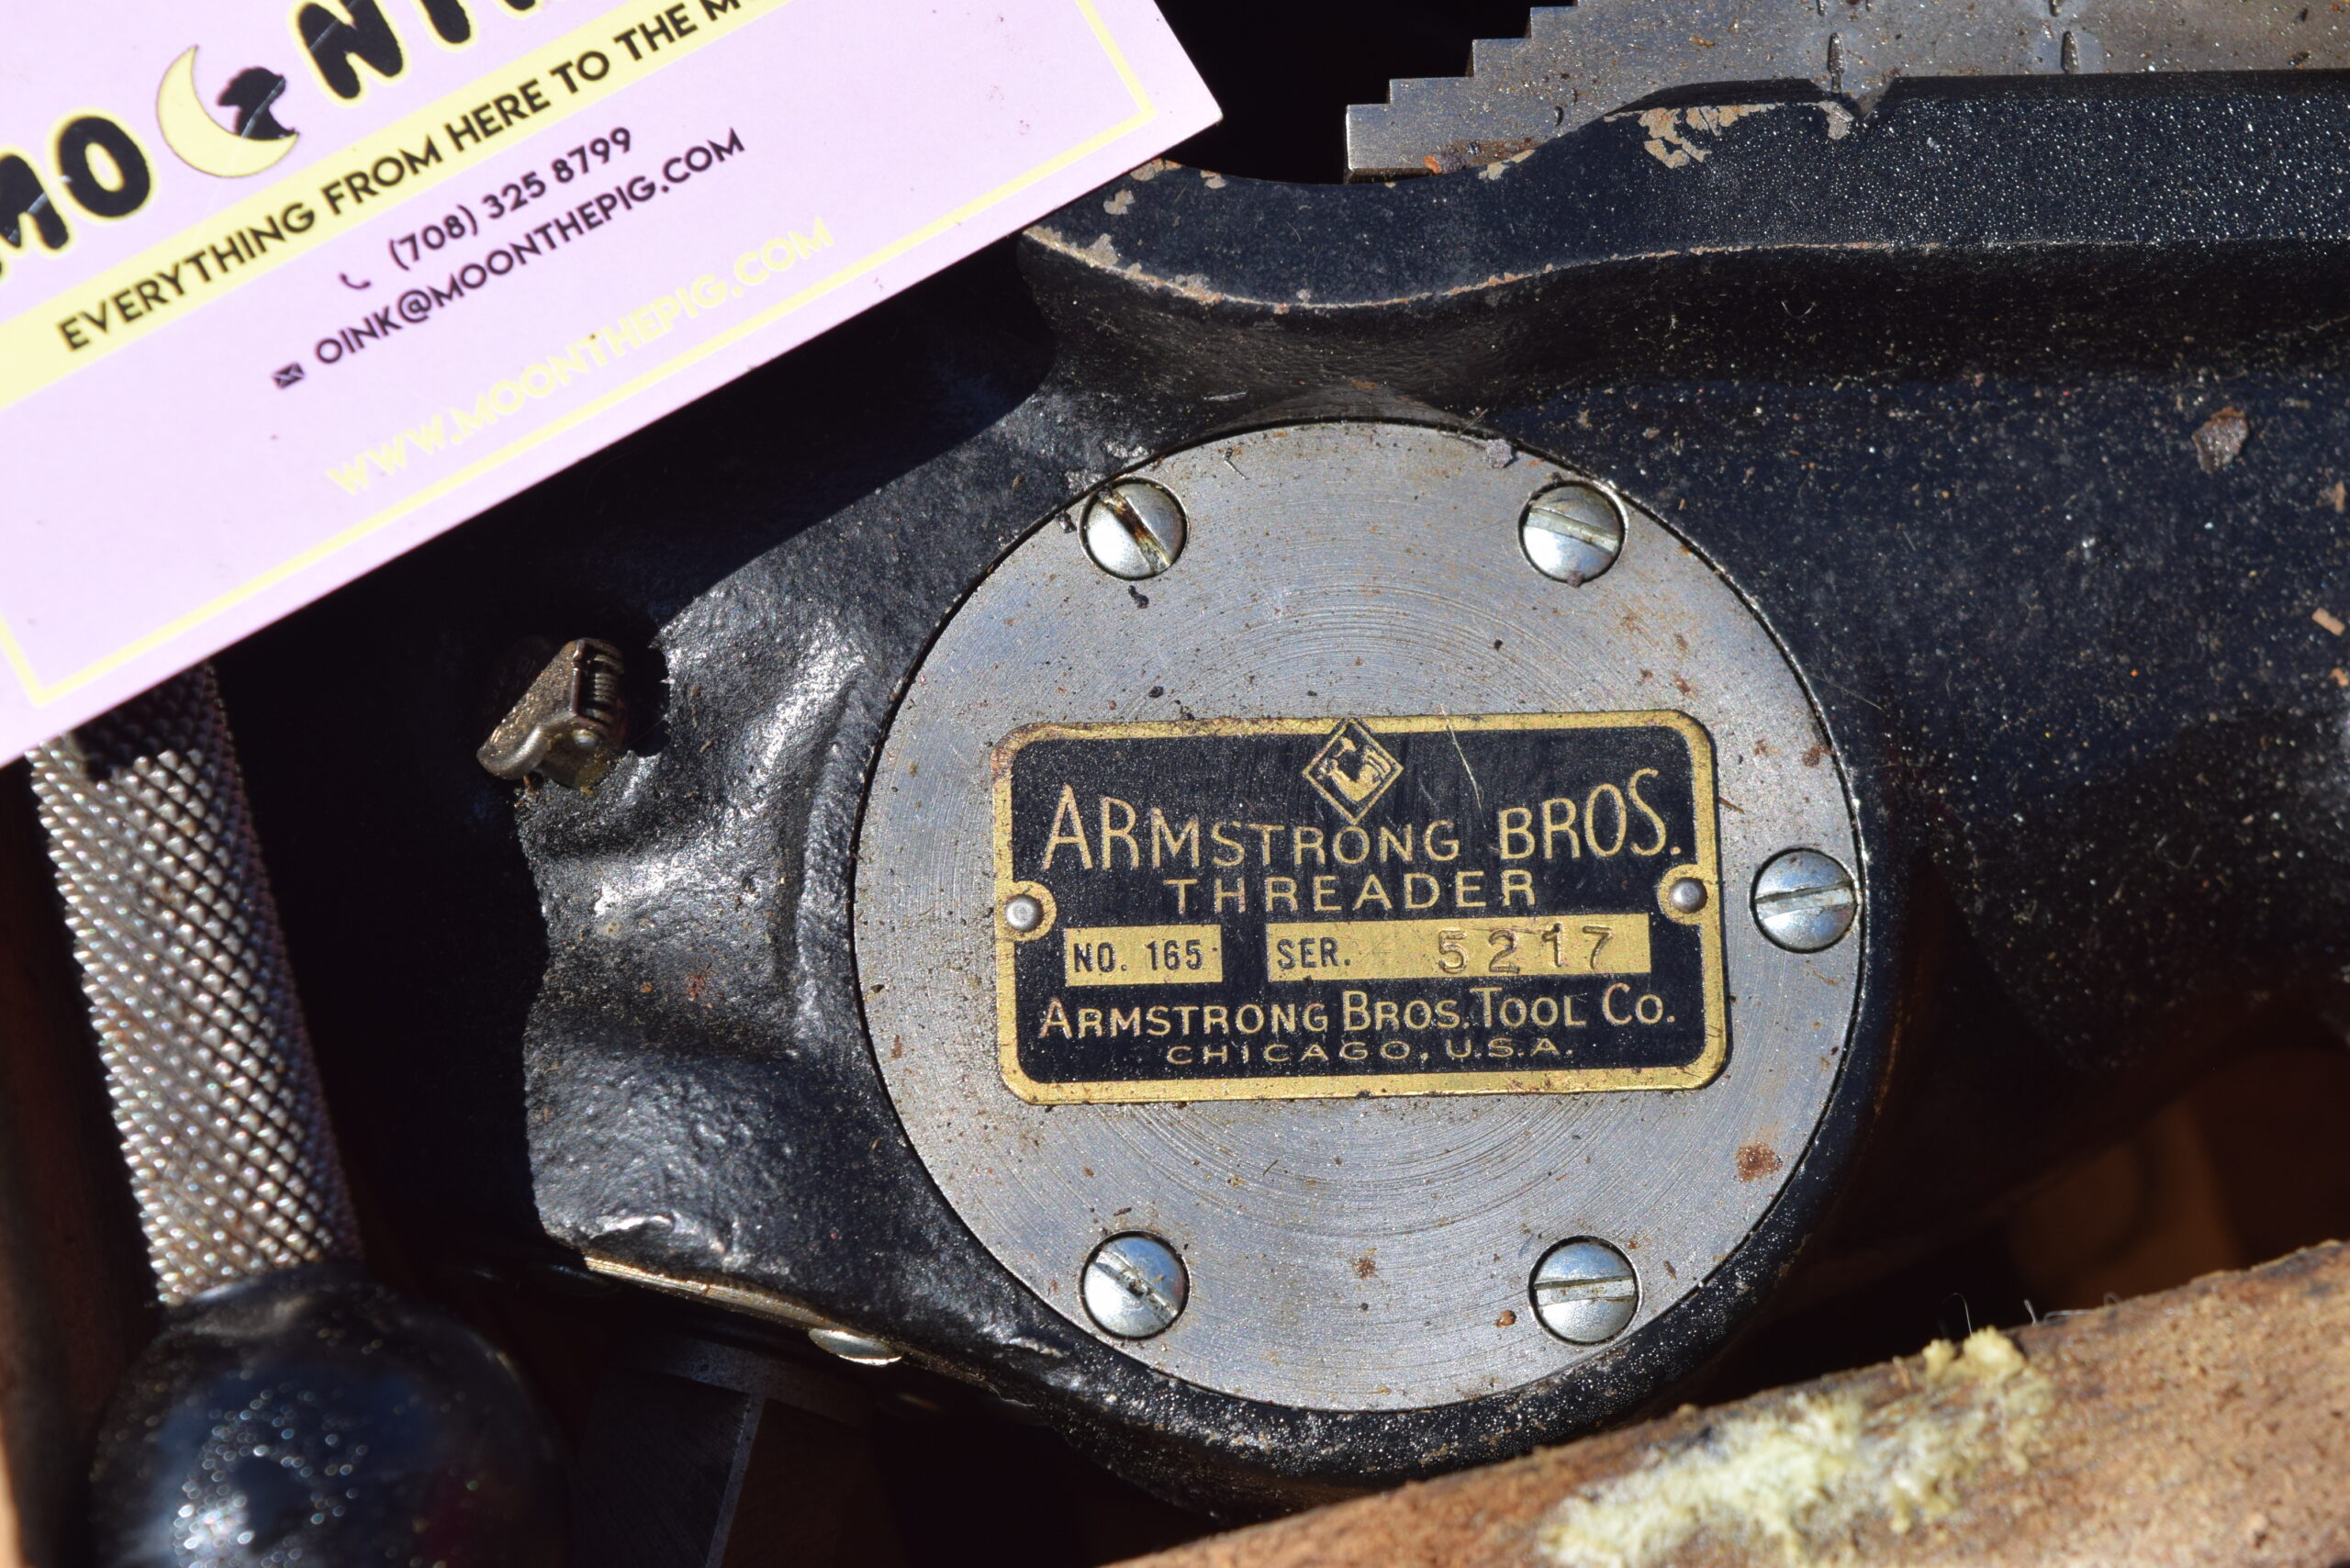 EVERYTHING FROM HERE TO THE
(708) 325 8799
OINK@MOONTHEPIG.COM
WWW.MOONTHEPIG.COM
ARMSTRONG BROS.
THREADER
NO. 165 SER. 5217
ARMSTRONG BROS. TOOL CO.
CHICAGO, U.S.A.